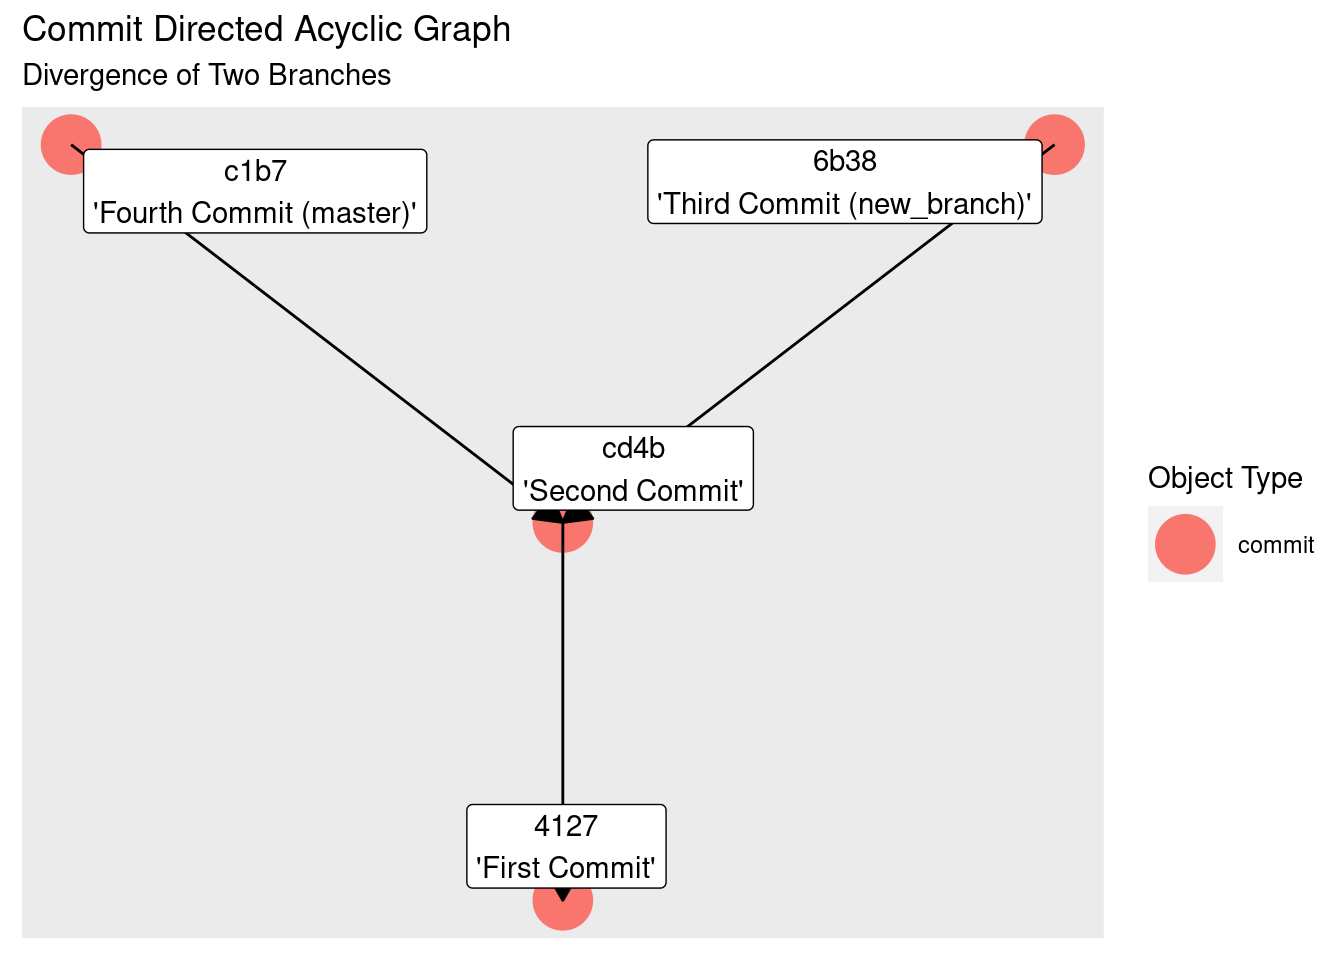 Commit Directed Acyclic Graph
Divergence of Two Branches
c1b7
'Fourth Commit (master)'
6b38
'Third Commit (new_branch)'
cd4b
'Second Commit'
4127
'First Commit'
Object Type
commit